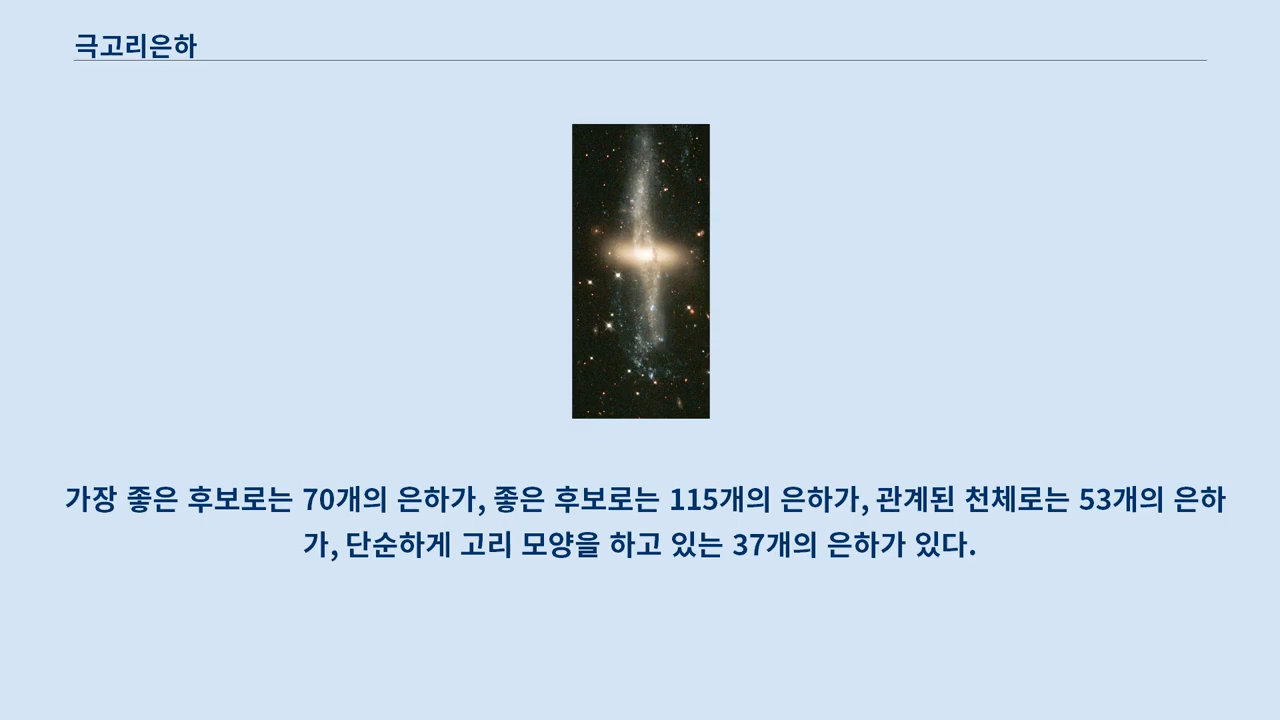 극고리은하
가장 좋은 후보로는 70개의 은하가, 좋은 후보로는 115개의 은하가, 관계된 천체로는 53개의 은하
가, 단순하게 고리 모양을 하고 있는 37개의 은하가 있다.